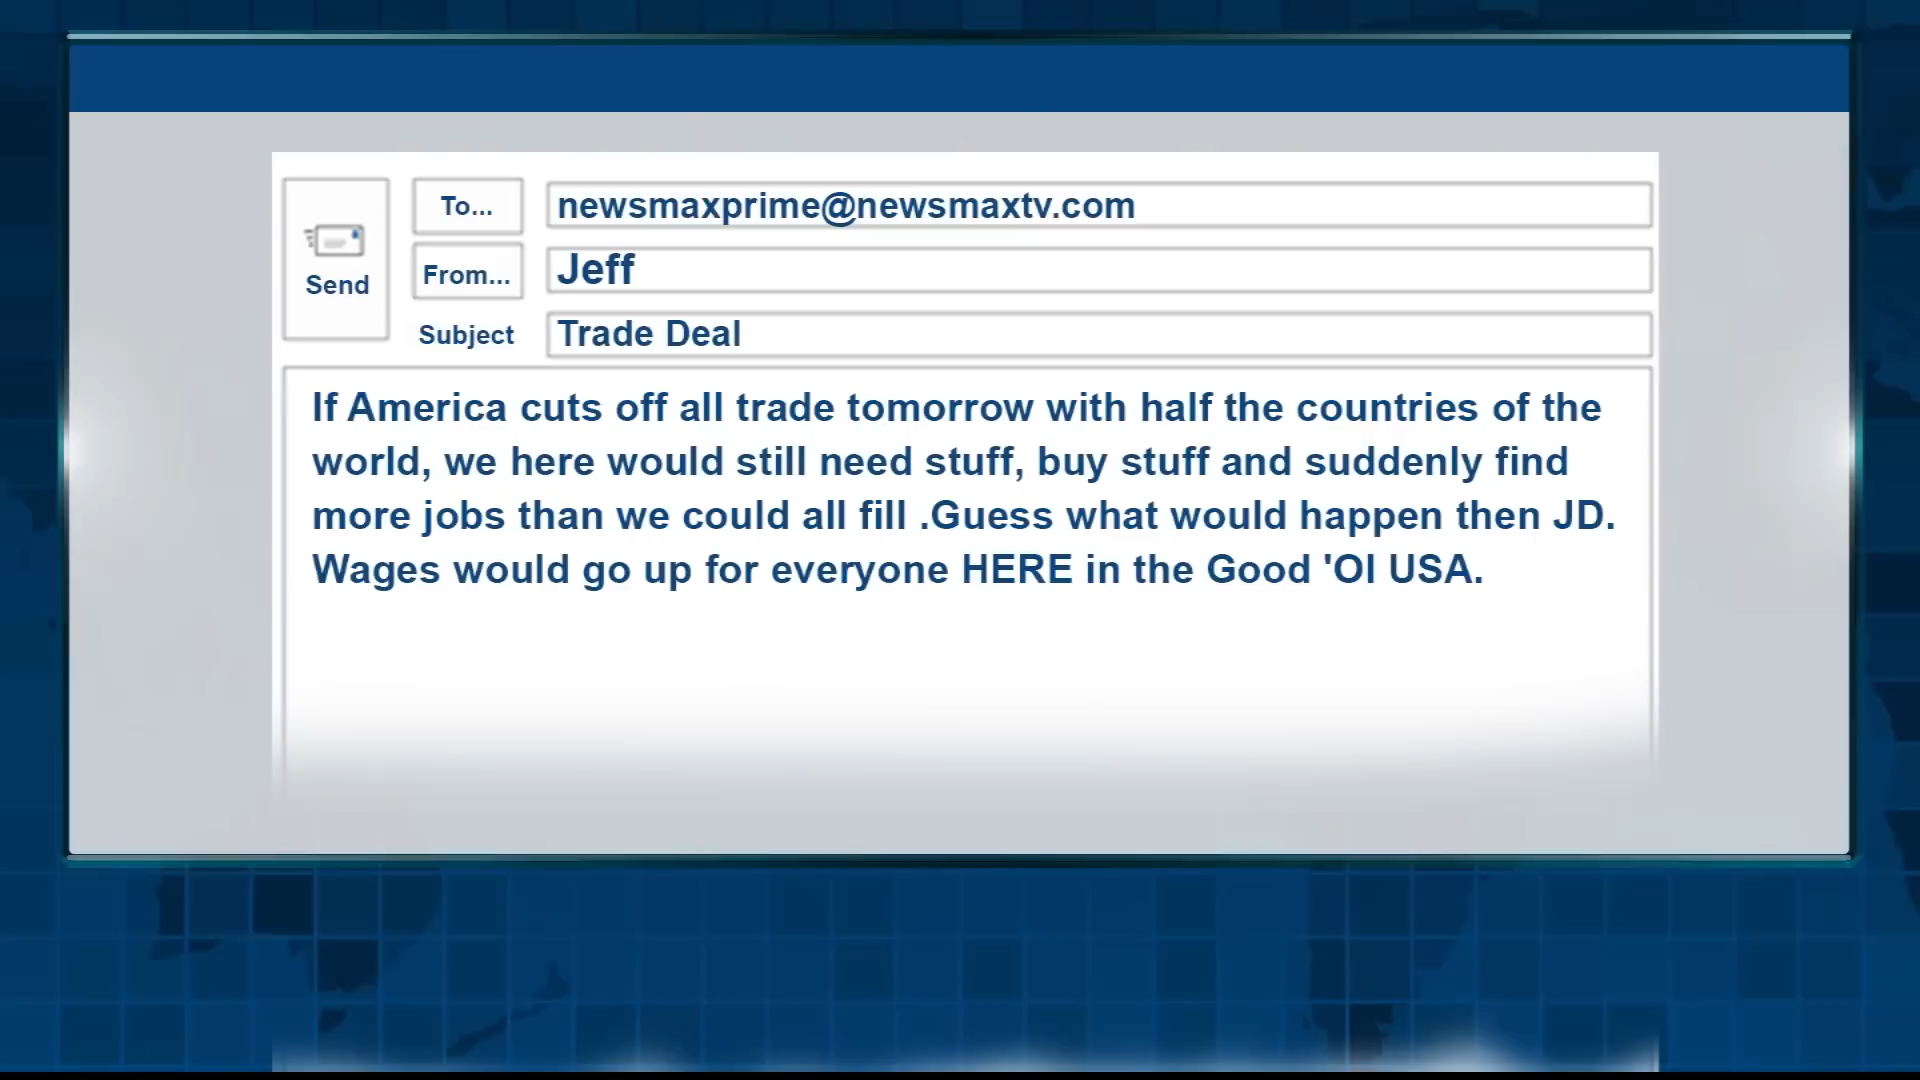 To...
newsmaxprime@newsmaxtv.com
From...
Jeff
Send
Subject
Trade Deal
If America cuts off all trade tomorrow with half the countries of the
world, we here would still need stuff, buy stuff and suddenly find
more jobs than we could all fill .Guess what would happen then JD.
Wages would go up for everyone HERE in the Good 'Ol USA.